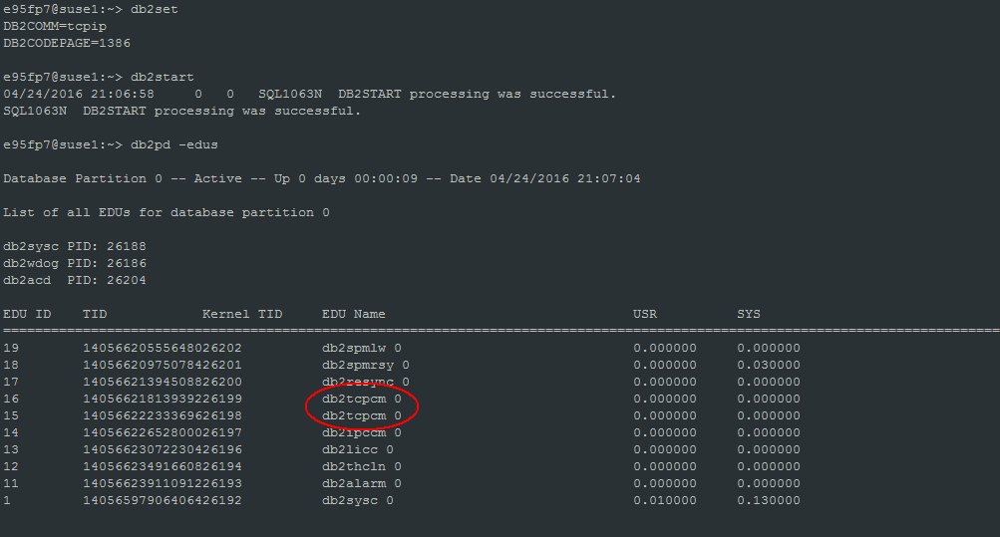 e95fp7@suse1:~> db2set
DB2COMM=tcpip
DB2CODEPAGE=1386
e95fp7@suse1:~> db2start
04/24/2016 21:06:58     0   0   SQL1063N  DB2START processing was successful.
SQL1063N  DB2START processing was successful.
e95fp7@suse1:~> db2pd -edus
Database Partition 0 -- Active -- Up 0 days 00:00:09 -- Date 04/24/2016 21:07:04
List of all EDUs for database partition 0
db2sysc PID: 26188
db2wdog PID: 26186
db2acd  PID: 26204
EDU ID    TID            Kernel TID     EDU Name                               USR          SYS
=============================================================================================================================
19        14056620555648026202          db2spmlw 0                             0.000000     0.000000
18        14056620975078426201          db2spmrsy 0                            0.000000     0.030000
17        14056621394508826200          db2resync 0                            0.000000     0.000000
16        14056621813939226199          db2tcpcm 0                             0.000000     0.000000
15        14056622233369626198          db2tcpcm 0                             0.000000     0.000000
14        14056622652800026197          db2ipccm 0                             0.000000     0.000000
13        14056623072230426196          db2licc 0                              0.000000     0.000000
12        14056623491660826194          db2thcln 0                             0.000000     0.000000
11        14056623911091226193          db2alarm 0                             0.000000     0.000000
1         14056597906406426192          db2sysc 0                              0.010000     0.130000